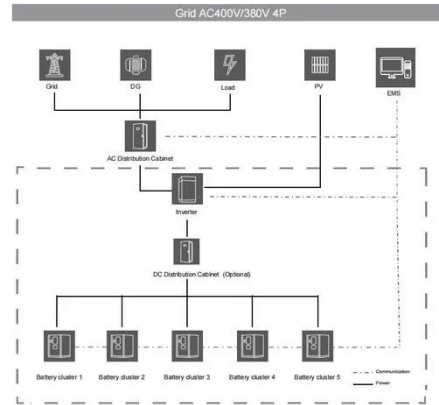 Grid AC400V/380V 4P
Grid
DG
Load
PV
EMS
AC Distribution Cabinet
Inverter
DC Distribution Cabinet (Optional)
Battery cluster 1
Battery cluster 2
Battery cluster 3
Battery cluster 4
Battery cluster 5
Communication
Power